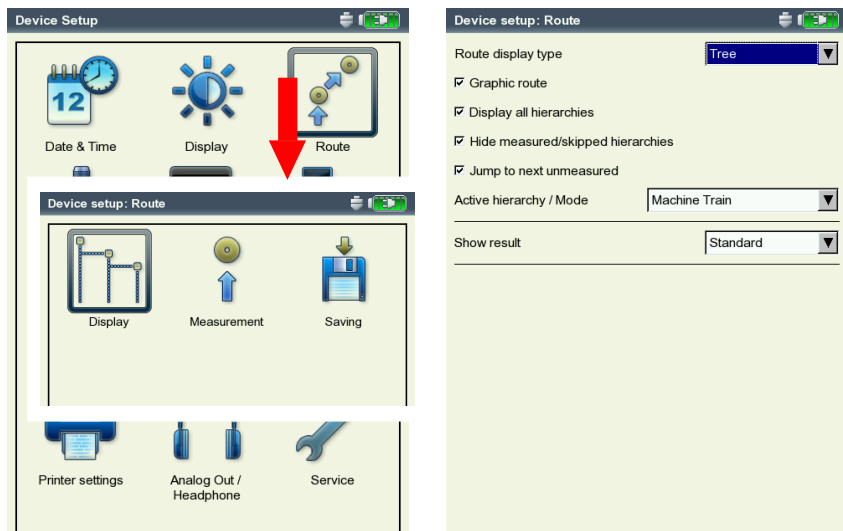 Device Setup
12
Date & Time
Display
Route
Device setup: Route
Display
Measurement
Saving
Printer settings
Analog Out /
Headphone
Service
Device setup: Route
Route display type
Tree
Graphic route
Display all hierarchies
Hide measured/skipped hierarchies
Jump to next unmeasured
Active hierarchy / Mode
Machine Train
Show result
Standard